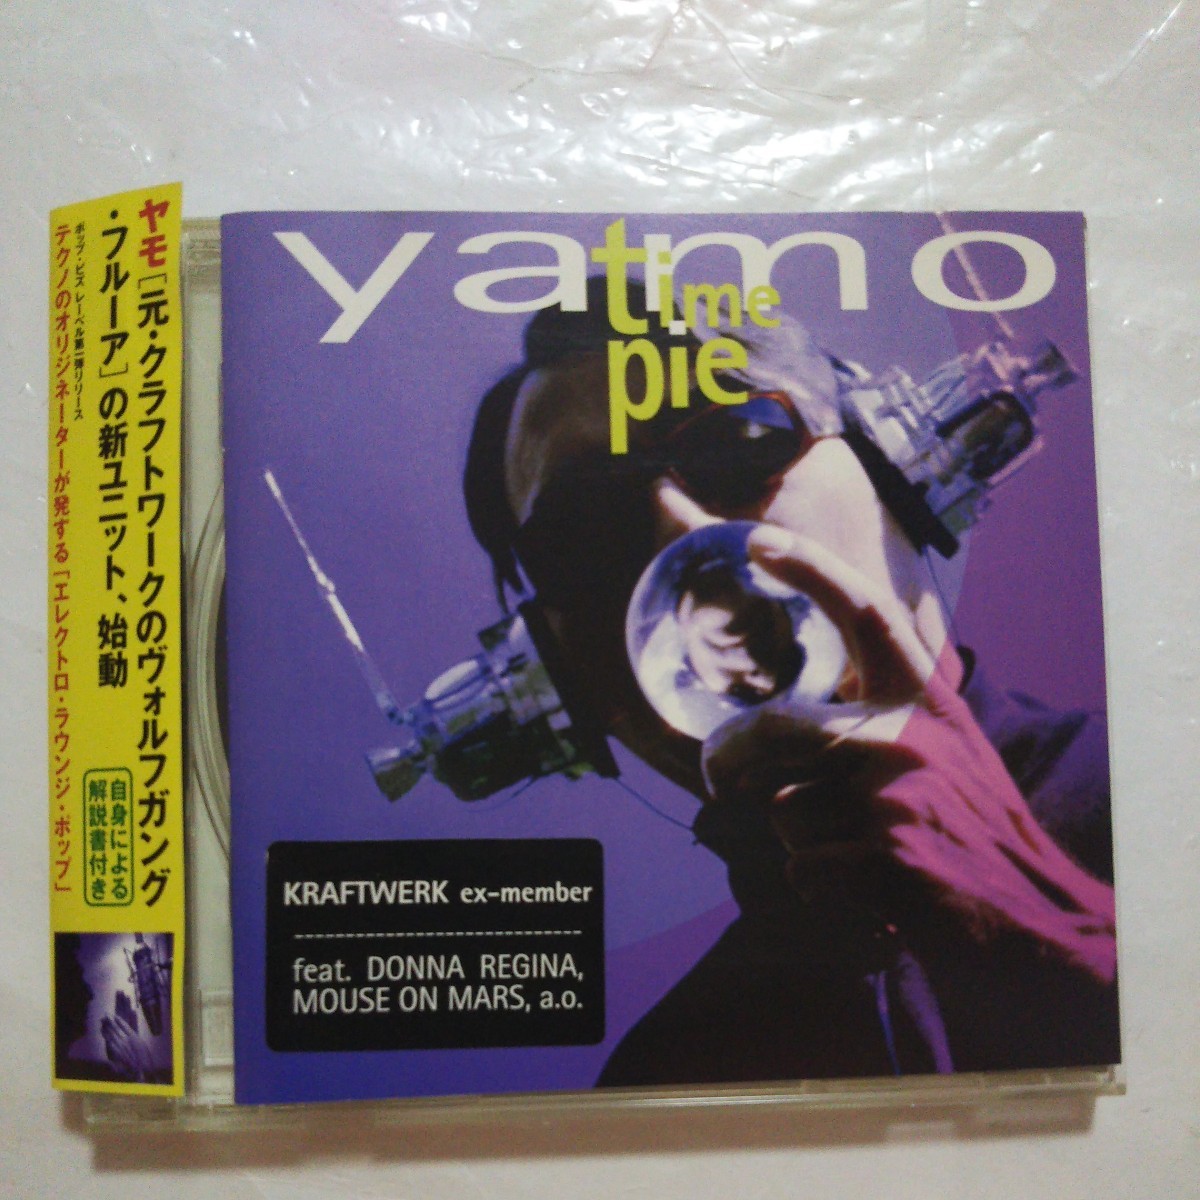 ヤモ[元・クラフトワークのヴォルフガング
・フルーア]の新ユニット、始動
ポップ・ビズ レーベル第一弾リリース
テクノのオリジネーターが発する「エレクトロ・ラウンジ・ポップ」
自身による
解説書付き
yamo
time
pie
KRAFTWERK ex-member
feat. DONNA REGINA,
MOUSE ON MARS, a.o.